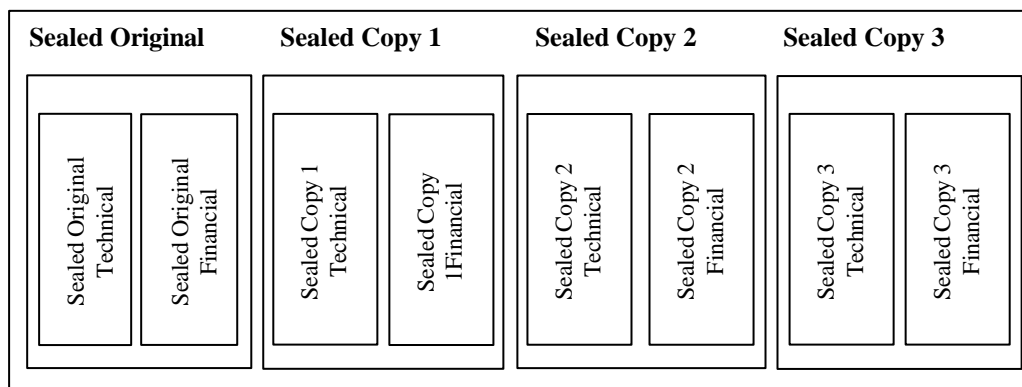 Sealed Original
Sealed Copy 1
Sealed Copy 2
Sealed Copy 3
Sealed Original
Technical
Sealed Original
Financial
Sealed Copy 1
Technical
Sealed Copy
1Financial
Sealed Copy 2
Technical
Sealed Copy 2
Financial
Sealed Copy 3
Technical
Sealed Copy 3
Financial